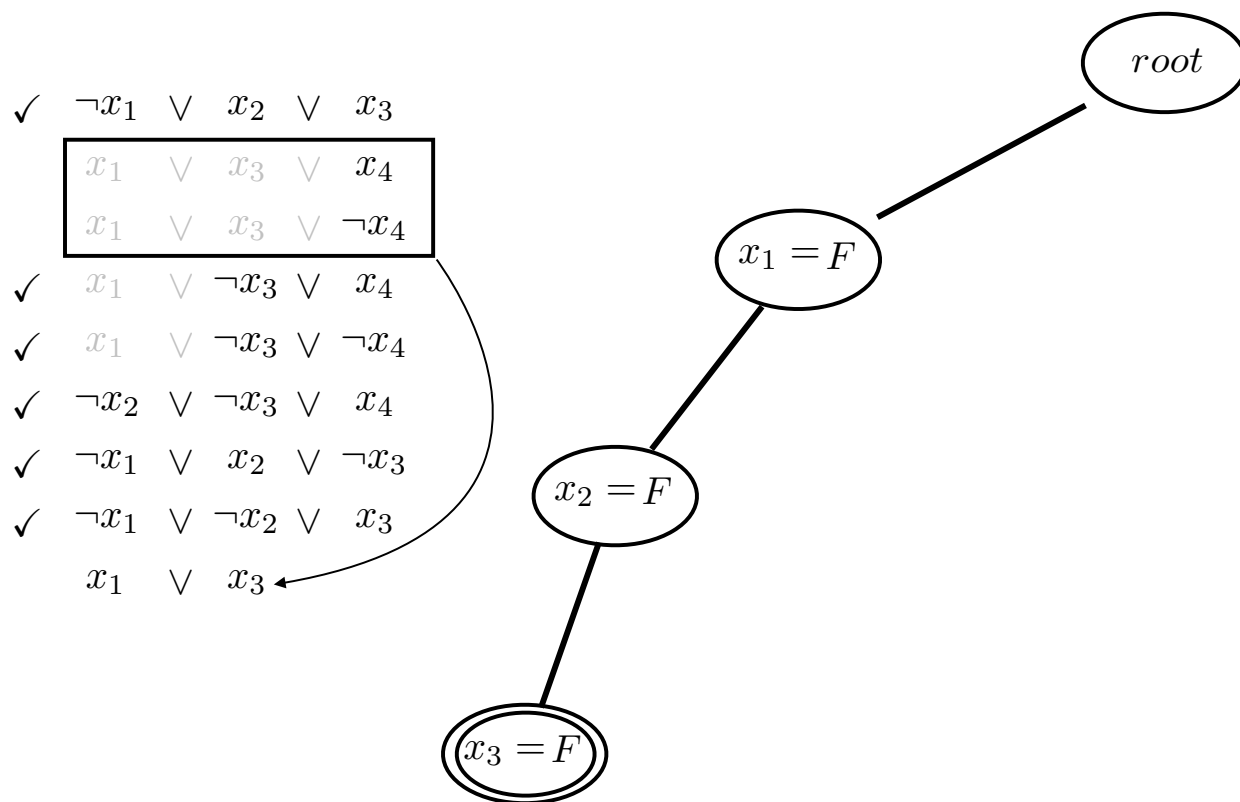 ✓ ¬x₁ ∨ x₂ ∨ x₃
x₁ ∨ x₃ ∨ x₄
x₁ ∨ x₃ ∨ ¬x₄
✓ x₁ ∨ ¬x₃ ∨ x₄
✓ x₁ ∨ ¬x₃ ∨ ¬x₄
✓ ¬x₂ ∨ ¬x₃ ∨ x₄
✓ ¬x₁ ∨ x₂ ∨ ¬x₃
✓ ¬x₁ ∨ ¬x₂ ∨ x₃
x₁ ∨ x₃
root
x₁ = F
x₂ = F
x₃ = F